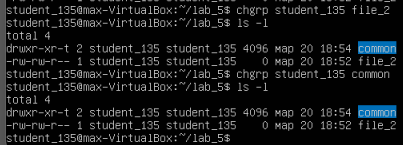 student_135@max-VirtualBox:~/lab_5$ chgrp student_135 file_2
student_135@max-VirtualBox:~/lab_5$ ls -l
total 4
drwxr-xr-t 2 student_135 student_135 4096 мар 20 18:54 common
-rw-rw-r-- 1 student_135 student_135    0 мар 20 18:52 file_2
student_135@max-VirtualBox:~/lab_5$ chgrp student_135 common
student_135@max-VirtualBox:~/lab_5$ ls -l
total 4
drwxr-xr-t 2 student_135 student_135 4096 мар 20 18:54 common
-rw-rw-r-- 1 student_135 student_135    0 мар 20 18:52 file_2
student_135@max-VirtualBox:~/lab_5$